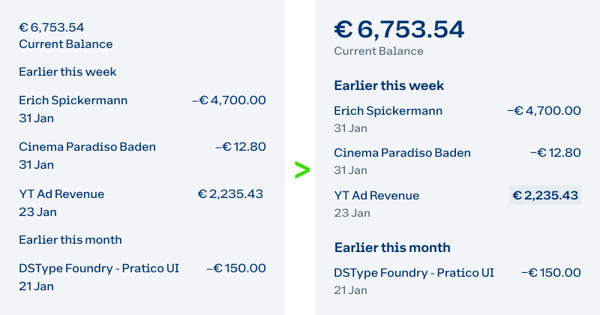 € 6,753.54
Current Balance
Earlier this week
Erich Spickermann –€ 4,700.00
31 Jan
Cinema Paradiso Baden –€ 12.80
31 Jan
YT Ad Revenue € 2,235.43
23 Jan
Earlier this month
DSType Foundry - Pratico UI –€ 150.00
21 Jan
>
€ 6,753.54
Current Balance
Earlier this week
Erich Spickermann –€ 4,700.00
31 Jan
Cinema Paradiso Baden –€ 12.80
31 Jan
YT Ad Revenue € 2,235.43
23 Jan
Earlier this month
DSType Foundry - Pratico UI –€ 150.00
21 Jan